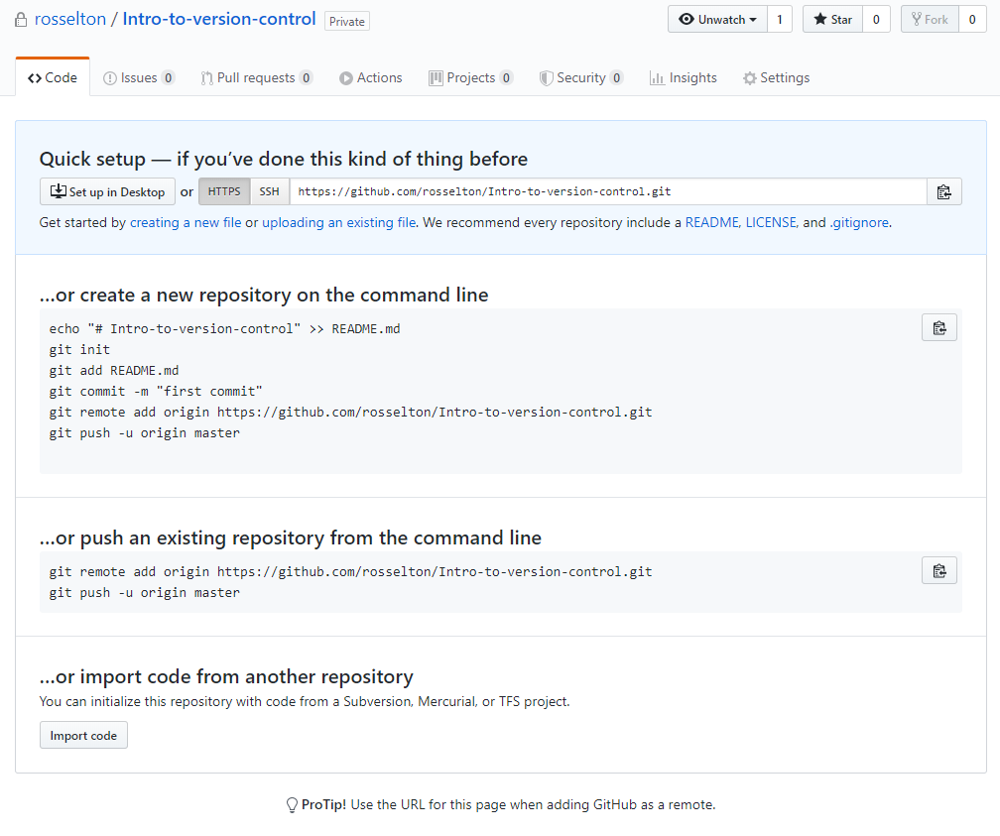 rosselton / Intro-to-version-control Private Unwatch 1 Star 0 Fork 0
Code Issues 0 Pull requests 0 Actions Projects 0 Security 0 Insights Settings
Quick setup — if you’ve done this kind of thing before
Set up in Desktop or HTTPS SSH https://github.com/rosselton/Intro-to-version-control.git
Get started by creating a new file or uploading an existing file. We recommend every repository include a README, LICENSE, and .gitignore.
…or create a new repository on the command line
echo "# Intro-to-version-control" >> README.md
git init
git add README.md
git commit -m "first commit"
git remote add origin https://github.com/rosselton/Intro-to-version-control.git
git push -u origin master
…or push an existing repository from the command line
git remote add origin https://github.com/rosselton/Intro-to-version-control.git
git push -u origin master
…or import code from another repository
You can initialize this repository with code from a Subversion, Mercurial, or TFS project.
Import code
ProTip! Use the URL for this page when adding GitHub as a remote.